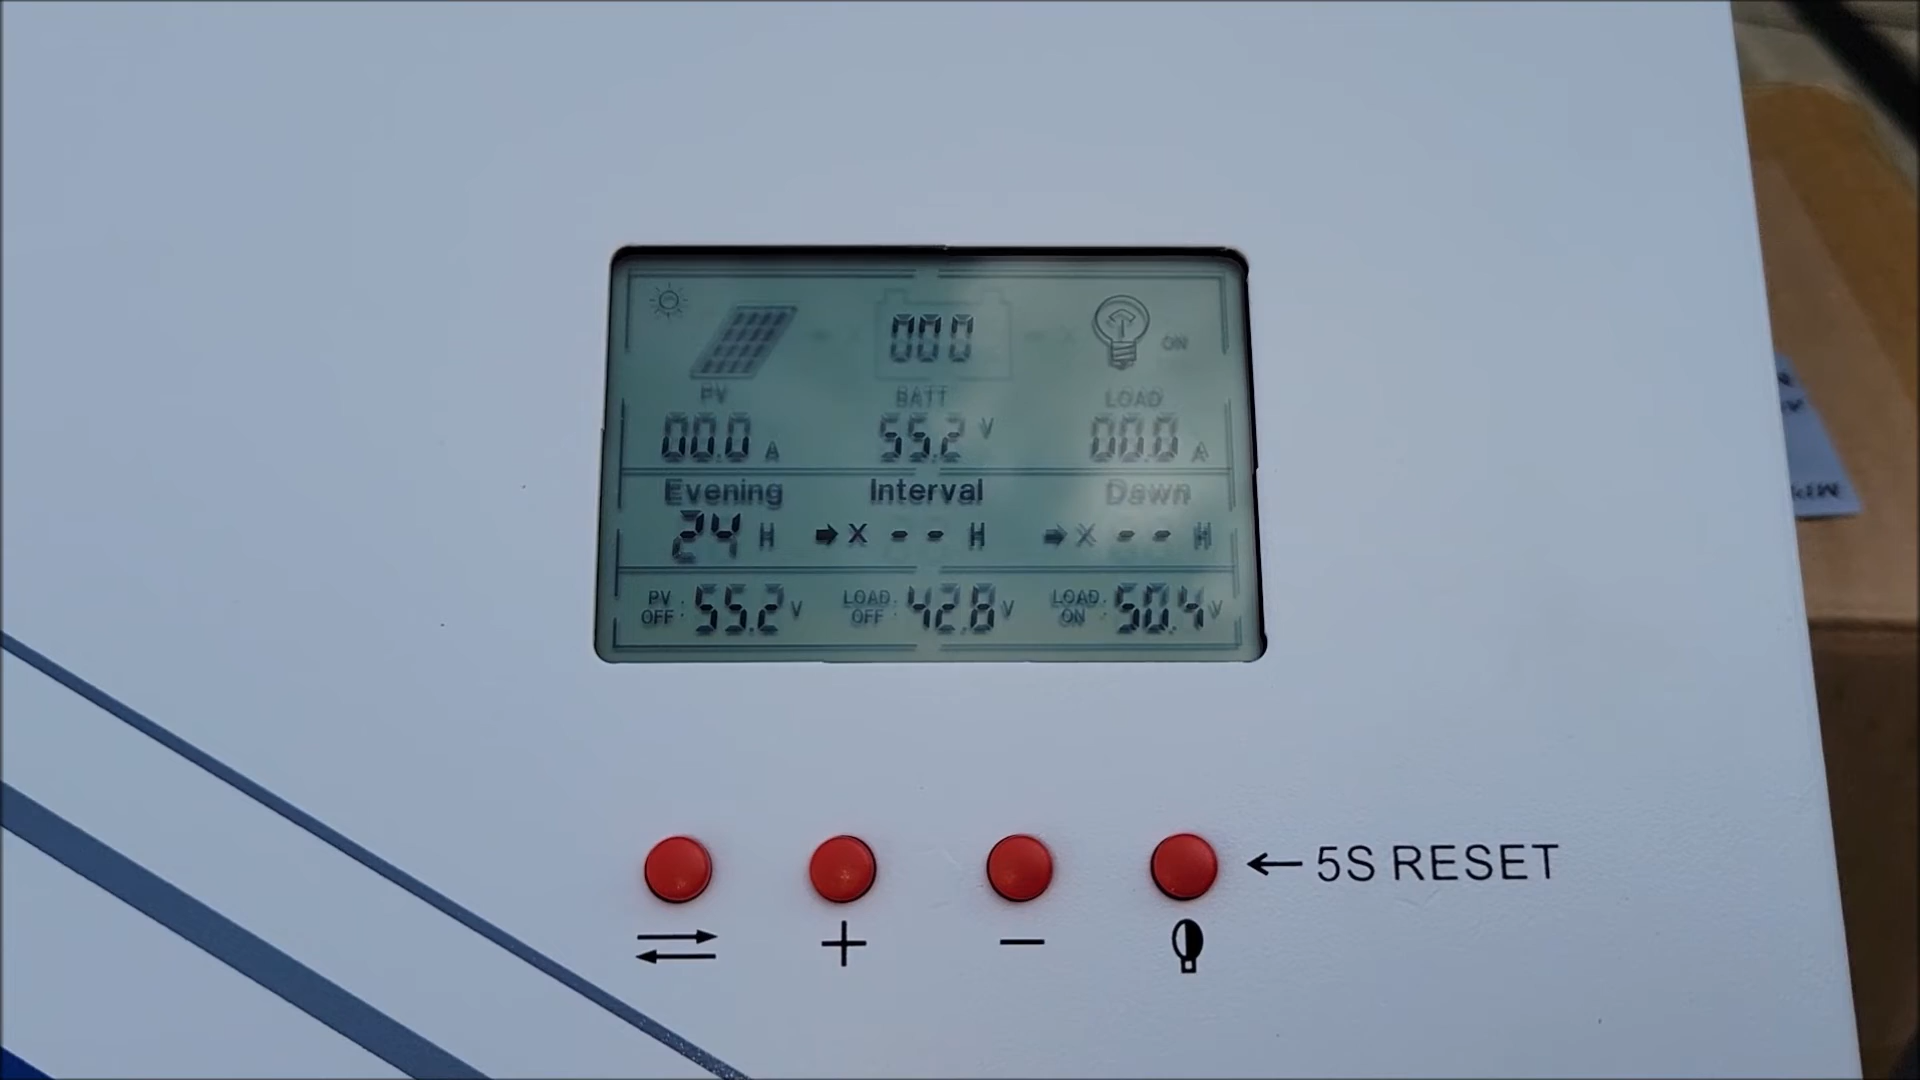 000
ON
PV BATT LOAD
00.0 A 55.2 V 00.0 A
Evening Interval Dawn
24 H X -- H X -- H
PV OFF: 55.2 V LOAD OFF: 42.8 V LOAD ON: 50.4 V
← 5S RESET
+ −